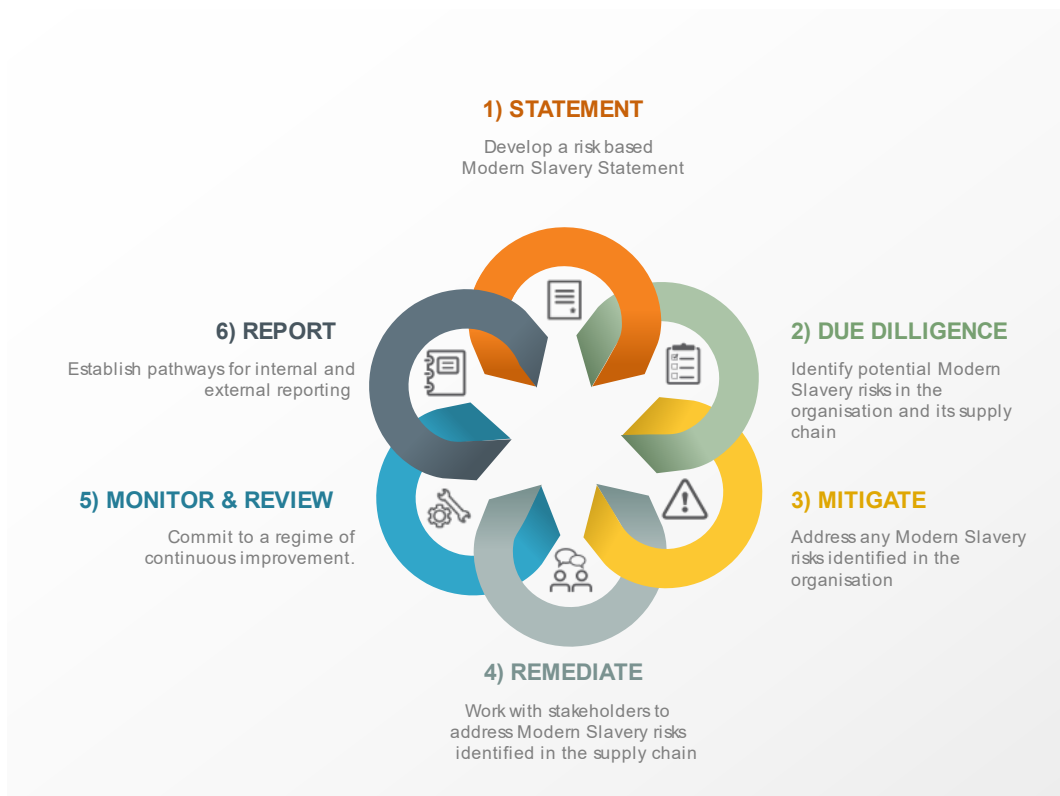 1) STATEMENT
Develop a risk based
Modern Slavery Statement
2) DUE DILLIGENCE
Identify potential Modern
Slavery risks in the
organisation and its supply
chain
3) MITIGATE
Address any Modern Slavery
risks identified in the
organisation
4) REMEDIATE
Work with stakeholders to
address Modern Slavery risks
identified in the supply chain
5) MONITOR & REVIEW
Commit to a regime of
continuous improvement.
6) REPORT
Establish pathways for internal and
external reporting